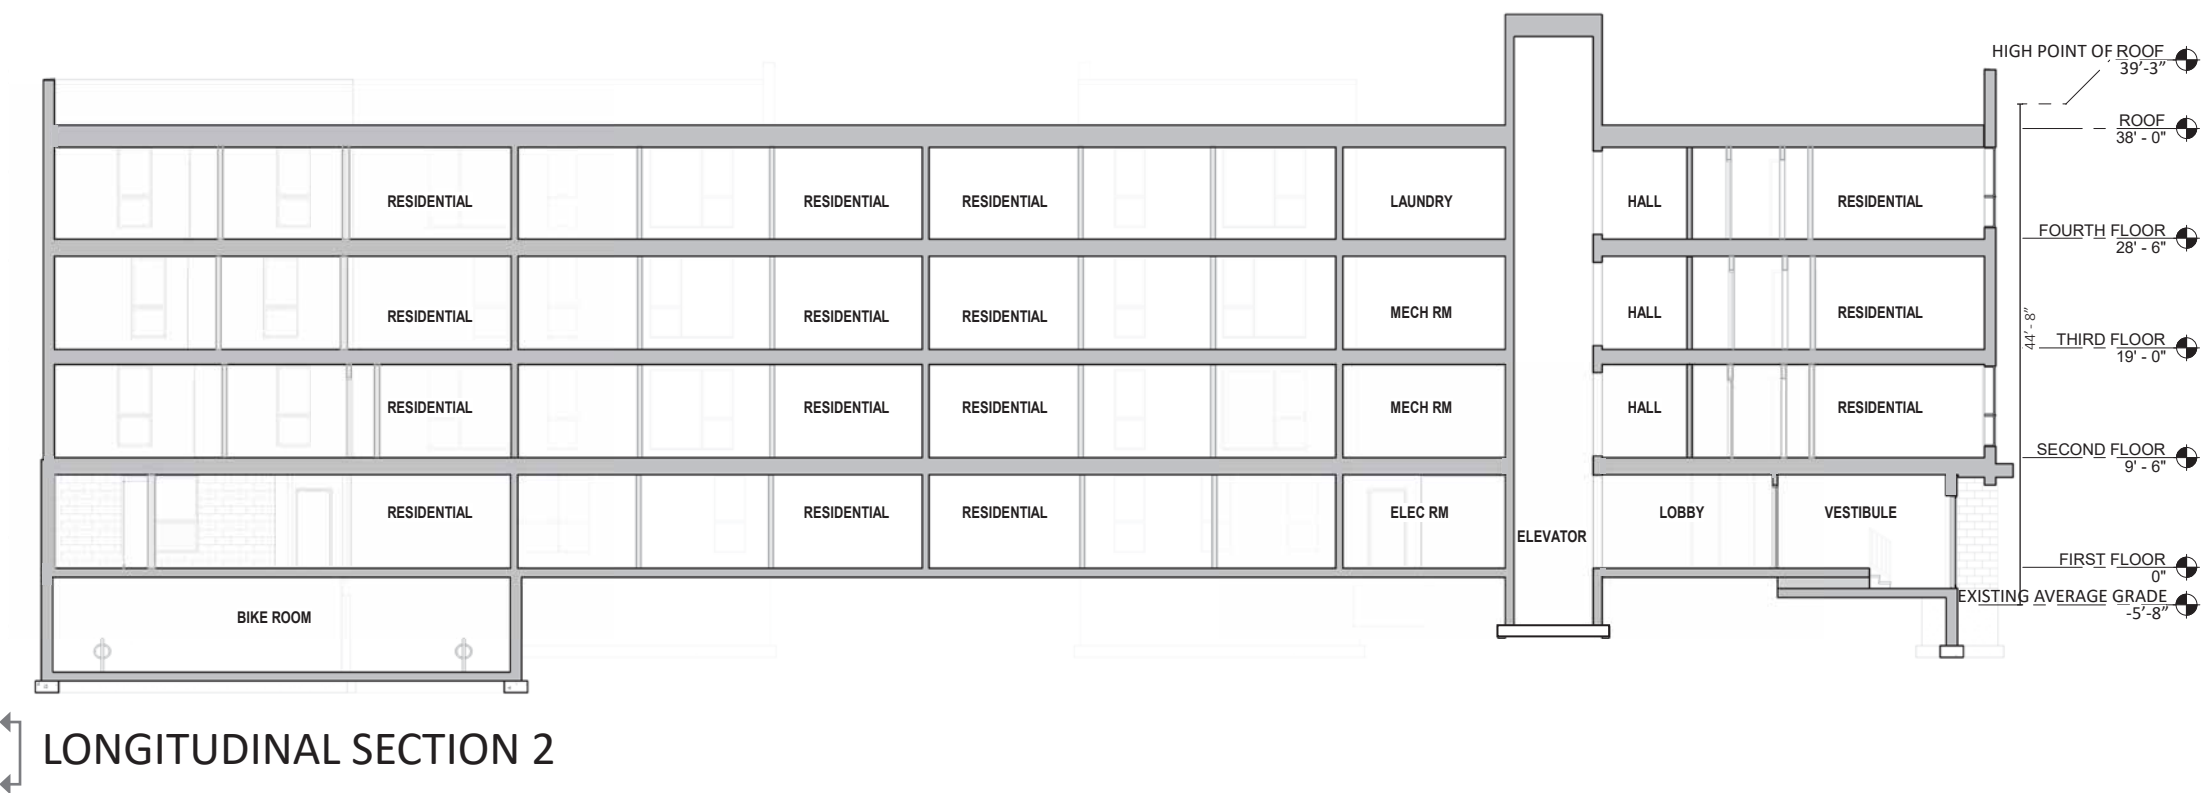 HIGH POINT OF ROOF
39'-3”
ROOF
38' - 0"
RESIDENTIAL
RESIDENTIAL
RESIDENTIAL
LAUNDRY
HALL
RESIDENTIAL
FOURTH FLOOR
28' - 6"
RESIDENTIAL
RESIDENTIAL
RESIDENTIAL
MECH RM
HALL
RESIDENTIAL
44' - 8”
THIRD FLOOR
19' - 0"
RESIDENTIAL
RESIDENTIAL
RESIDENTIAL
MECH RM
HALL
RESIDENTIAL
SECOND FLOOR
9' - 6"
RESIDENTIAL
RESIDENTIAL
RESIDENTIAL
ELEC RM
ELEVATOR
LOBBY
VESTIBULE
FIRST FLOOR
0"
EXISTING AVERAGE GRADE
-5’-8”
BIKE ROOM
LONGITUDINAL SECTION 2